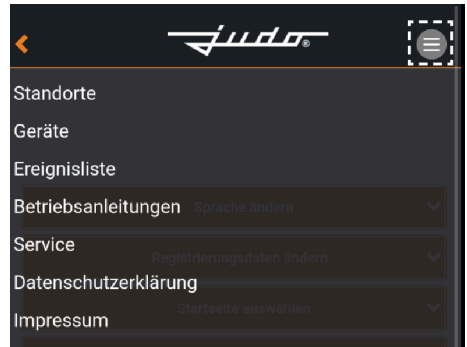 judo®
Standorte
Geräte
Ereignisliste
Betriebsanleitungen
Sprache ändern
Service
Registrierungsdaten ändern
Datenschutzerklärung
Startseite auswählen
Impressum